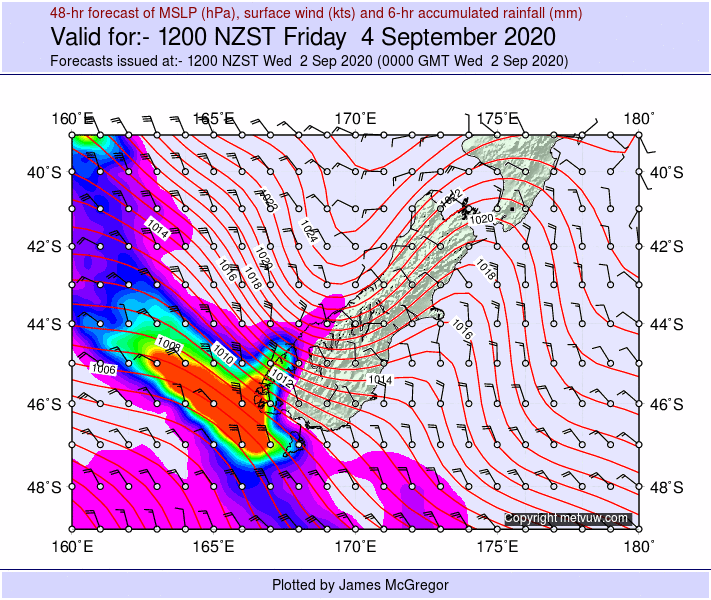 48-hr forecast of MSLP (hPa), surface wind (kts) and 6-hr accumulated rainfall (mm)
Valid for:- 1200 NZST Friday  4 September 2020
Forecasts issued at:- 1200 NZST Wed  2 Sep 2020 (0000 GMT Wed  2 Sep 2020)
160˚E 165˚E 170˚E 175˚E 180˚
40˚S 40˚S
1022 1022
1014 1024 1020
42˚S 42˚S
1016 1018 1020 1018
44˚S 44˚S
1016
1008 1010
1006 1012 1014
46˚S 46˚S
48˚S 48˚S
Copyright metvuw.com
160˚E 165˚E 170˚E 175˚E 180˚
Plotted by James McGregor